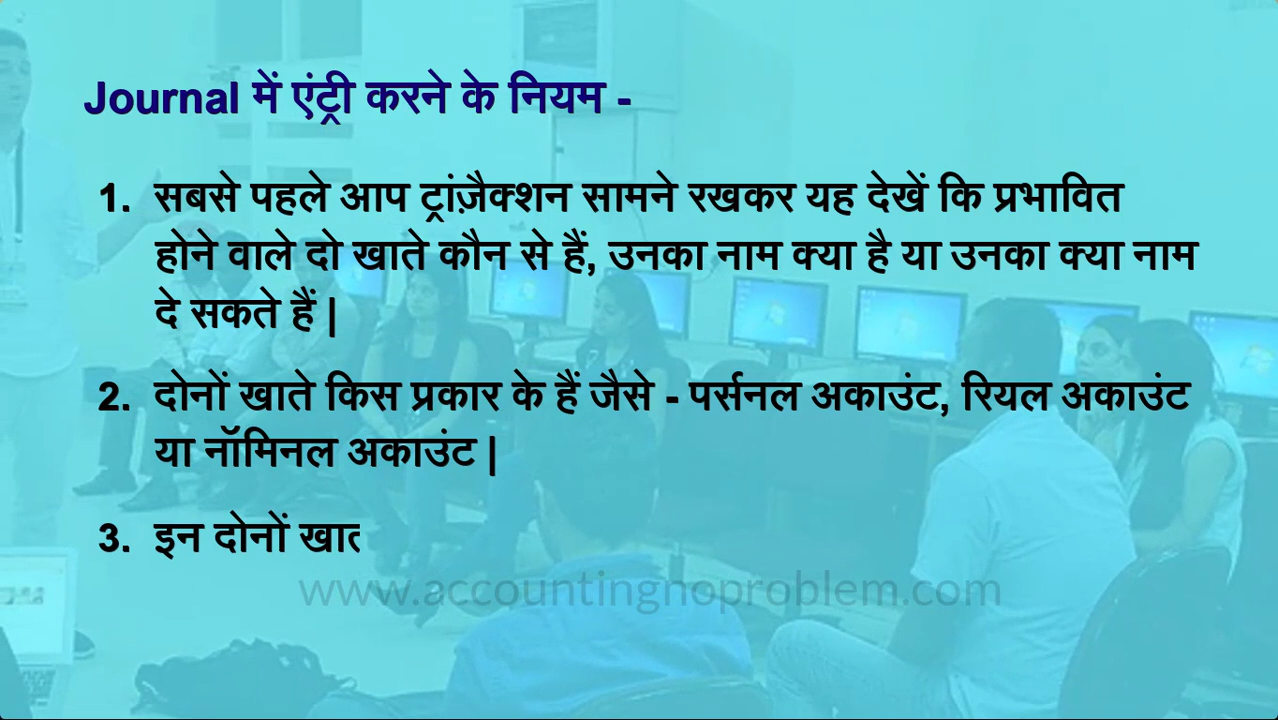 Journal में एंट्री करने के नियम -
1. सबसे पहले आप ट्रांज़ैक्शन सामने रखकर यह देखें कि प्रभावित
होने वाले दो खाते कौन से हैं, उनका नाम क्या है या उनका क्या नाम
दे सकते हैं |
2. दोनों खाते किस प्रकार के हैं जैसे - पर्सनल अकाउंट, रियल अकाउंट
या नॉमिनल अकाउंट |
3. इन दोनों
www.accountingnoproblem.com